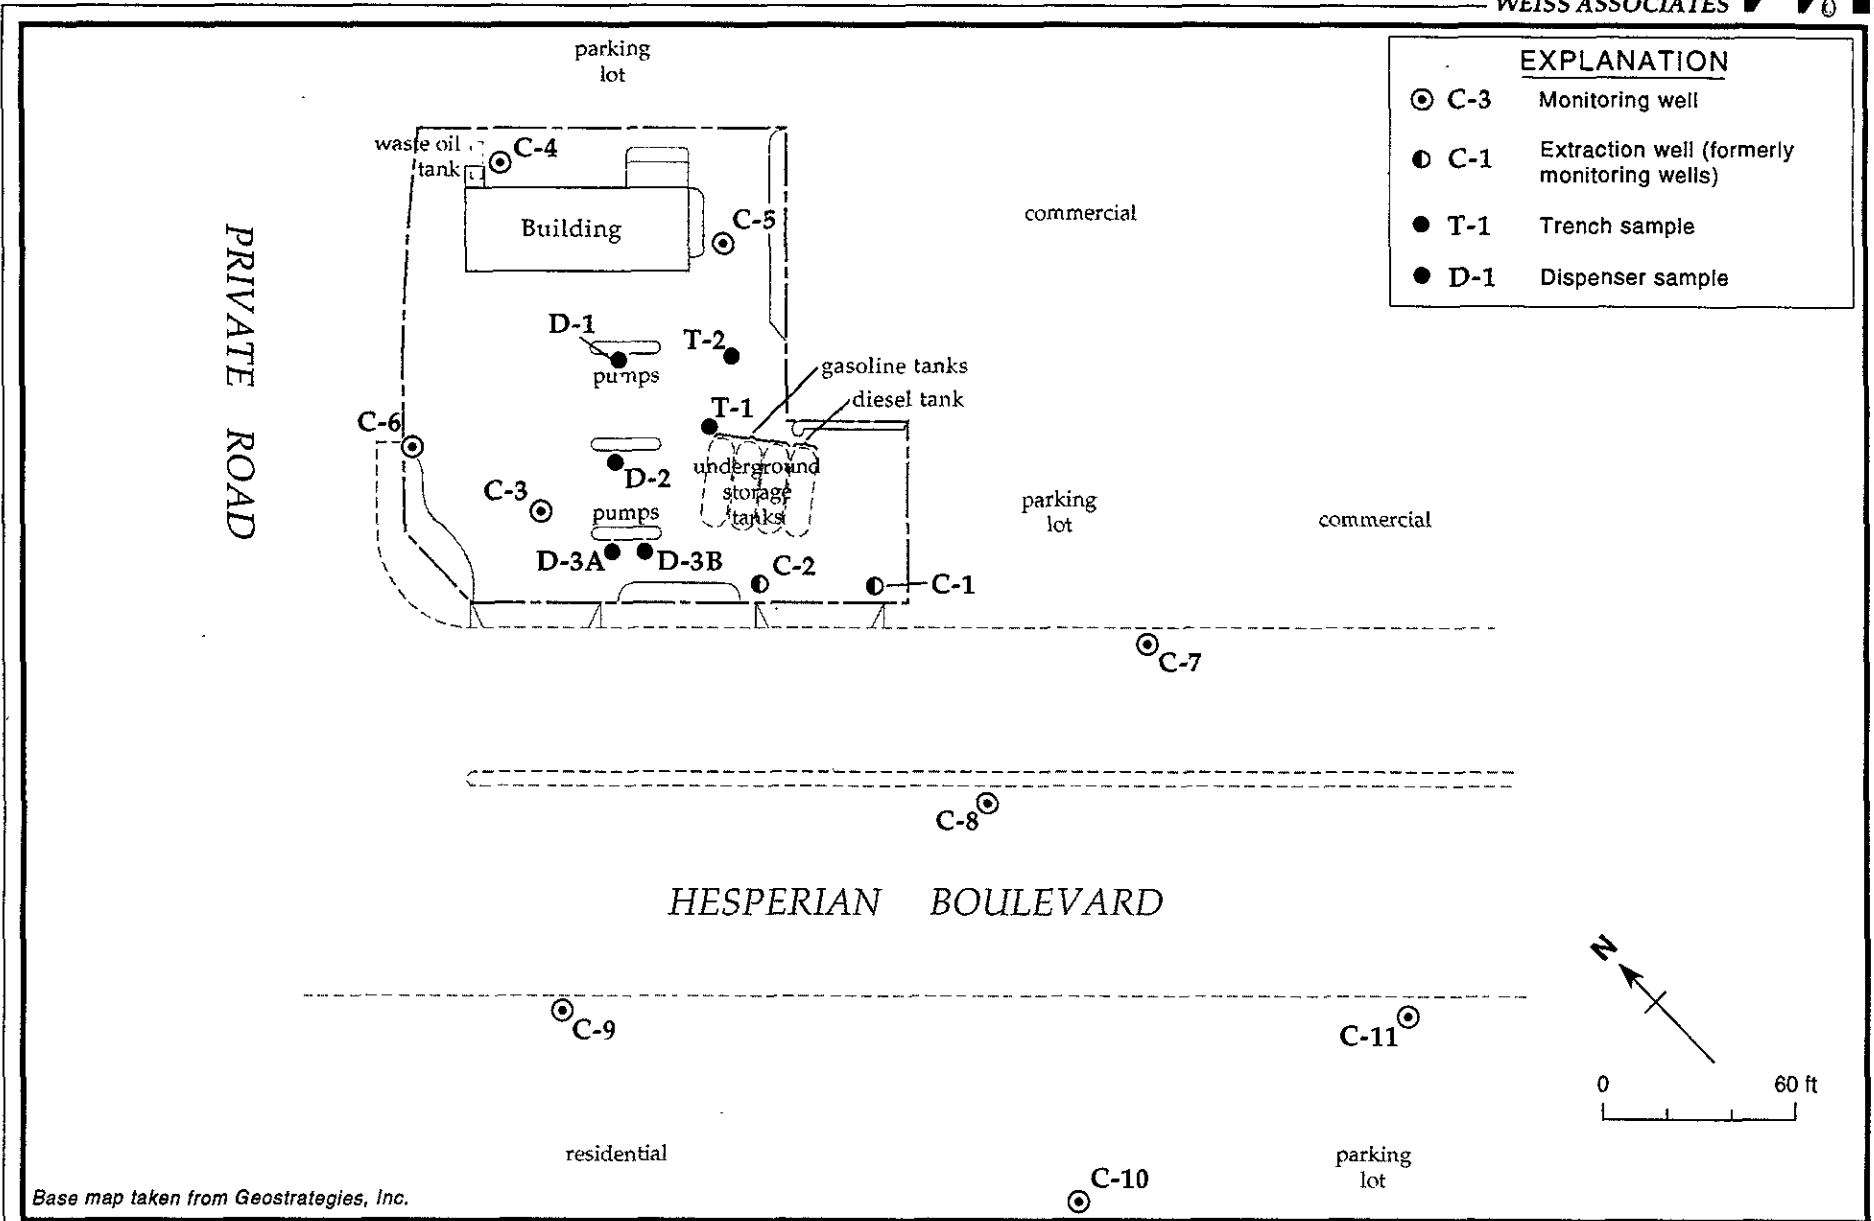 WEISS ASSOCIATES
parking
lot
EXPLANATION
C-3 Monitoring well
C-1 Extraction well (formerly
monitoring wells)
T-1 Trench sample
D-1 Dispenser sample
waste oil
tank
C-4
Building
C-5
commercial
PRIVATE ROAD
D-1
T-2
pumps
gasoline tanks
diesel tank
T-1
C-6
underground
storage
tanks
D-2
C-3
pumps
parking
lot
commercial
D-3A
D-3B
C-2
C-1
C-7
C-8
HESPERIAN BOULEVARD
N
C-9
C-11
0 60 ft
residential
parking
lot
C-10
Base map taken from Geostrategies, Inc.